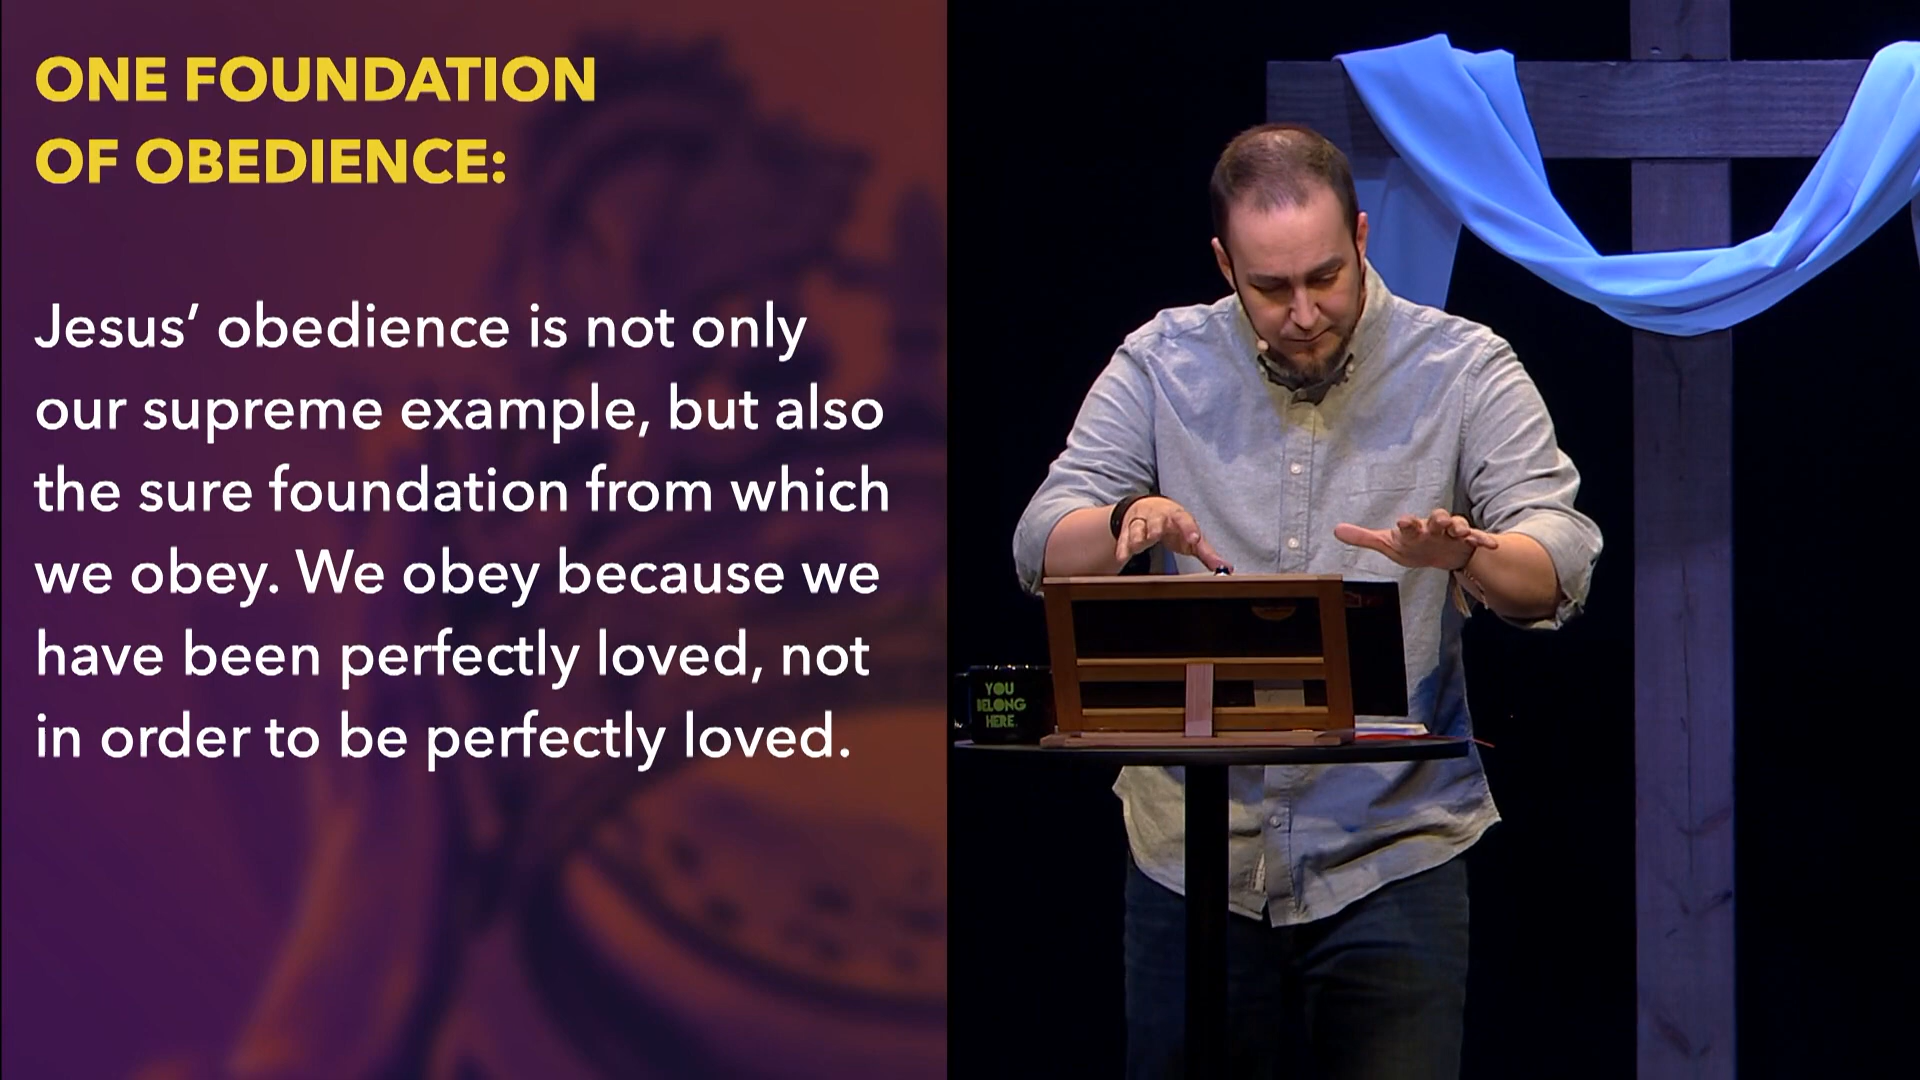 ONE FOUNDATION
OF OBEDIENCE:
Jesus’ obedience is not only
our supreme example, but also
the sure foundation from which
we obey. We obey because we
have been perfectly loved, not
in order to be perfectly loved.
YOU
BELONG
HERE.